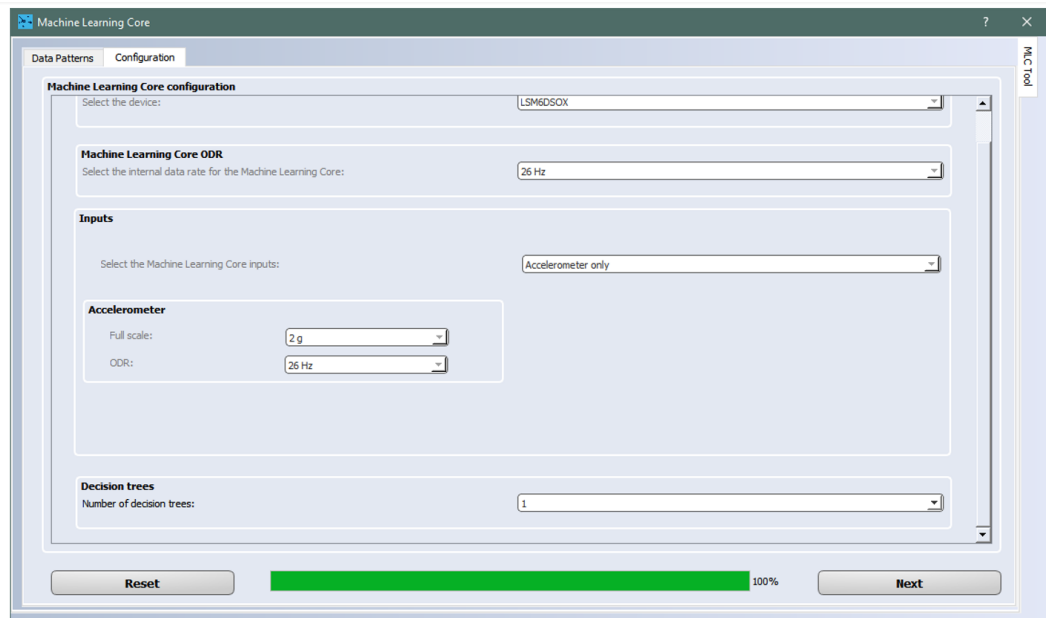 Machine Learning Core
? ×
MLC Tool
Data Patterns Configuration
Machine Learning Core configuration
Select the device: LSM6DSOX
Machine Learning Core ODR
Select the internal data rate for the Machine Learning Core: 26 Hz
Inputs
Select the Machine Learning Core inputs: Accelerometer only
Accelerometer
Full scale: 2 g
ODR: 26 Hz
Decision trees
Number of decision trees: 1
Reset 100% Next